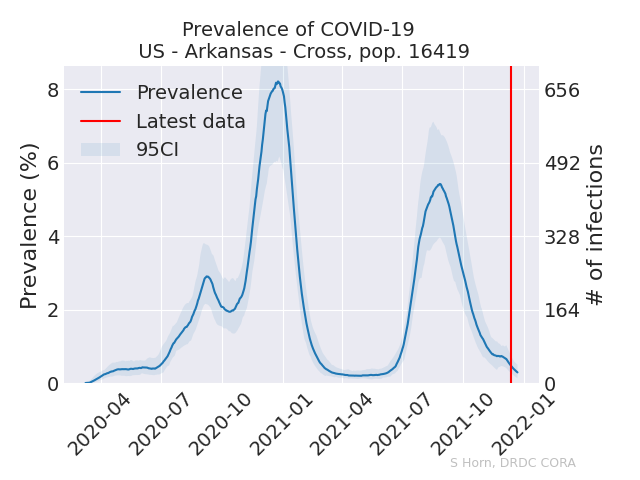 Prevalence of COVID-19
US - Arkansas - Cross, pop. 16419
Prevalence (%)
8
6
4
2
0
Prevalence
Latest data
95CI
656
492
328
164
0
# of infections
2020-04
2020-07
2020-10
2021-01
2021-04
2021-07
2021-10
2022-01
S Horn, DRDC CORA